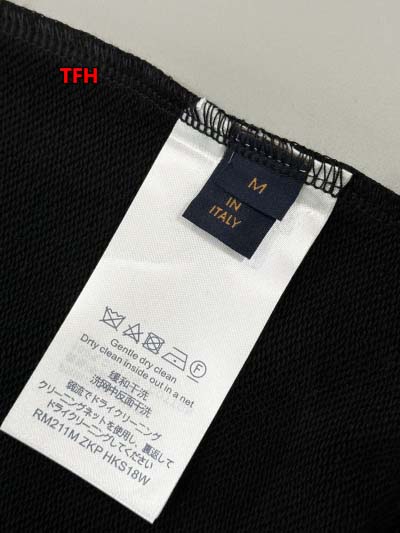 TFH
M
IN
ITALY
Gentle dry clean
Drty clean inside out in a net
缓和干洗
洗网中反面干洗
弱流でドライクリーニング
クリーニングネットを使用し、裏返して
ドライクリーニングしてください
RM211M ZKP HKS18W